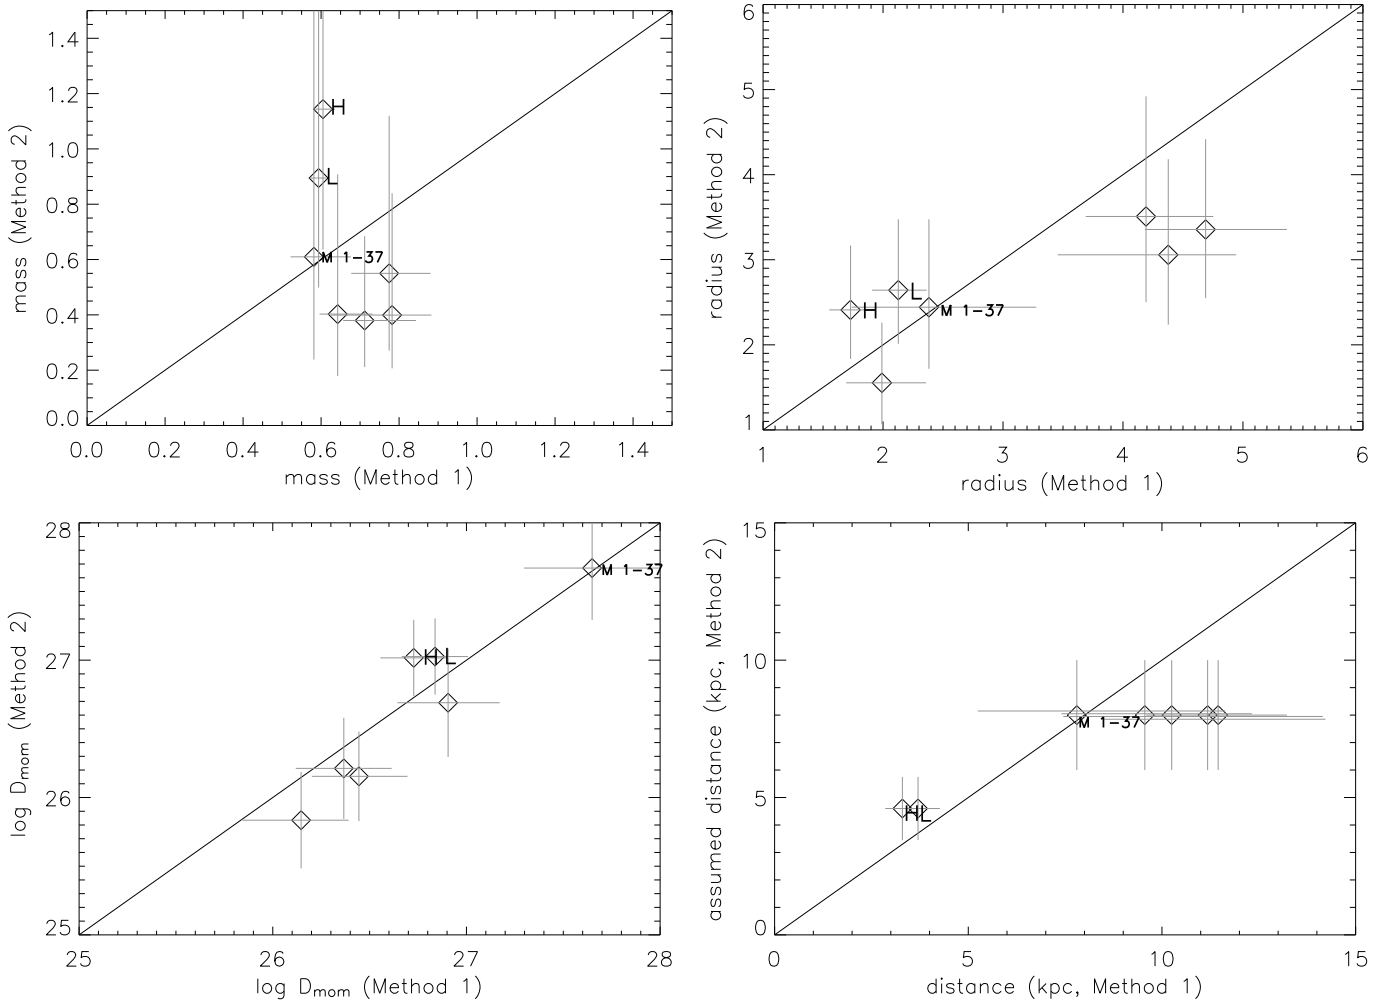 1.4
1.2
1.0
0.8
0.6
0.4
0.2
0.0
mass (Method 2)
H
L
M 1-37
0.0 0.2 0.4 0.6 0.8 1.0 1.2 1.4
mass (Method 1)
6
5
4
3
2
1
radius (Method 2)
L
H
M 1-37
1 2 3 4 5 6
radius (Method 1)
28
27
26
25
log Dmom (Method 2)
M 1-37
H L
25 26 27 28
log Dmom (Method 1)
15
10
5
0
assumed distance (kpc, Method 2)
M 1-37
H L
0 5 10 15
distance (kpc, Method 1)